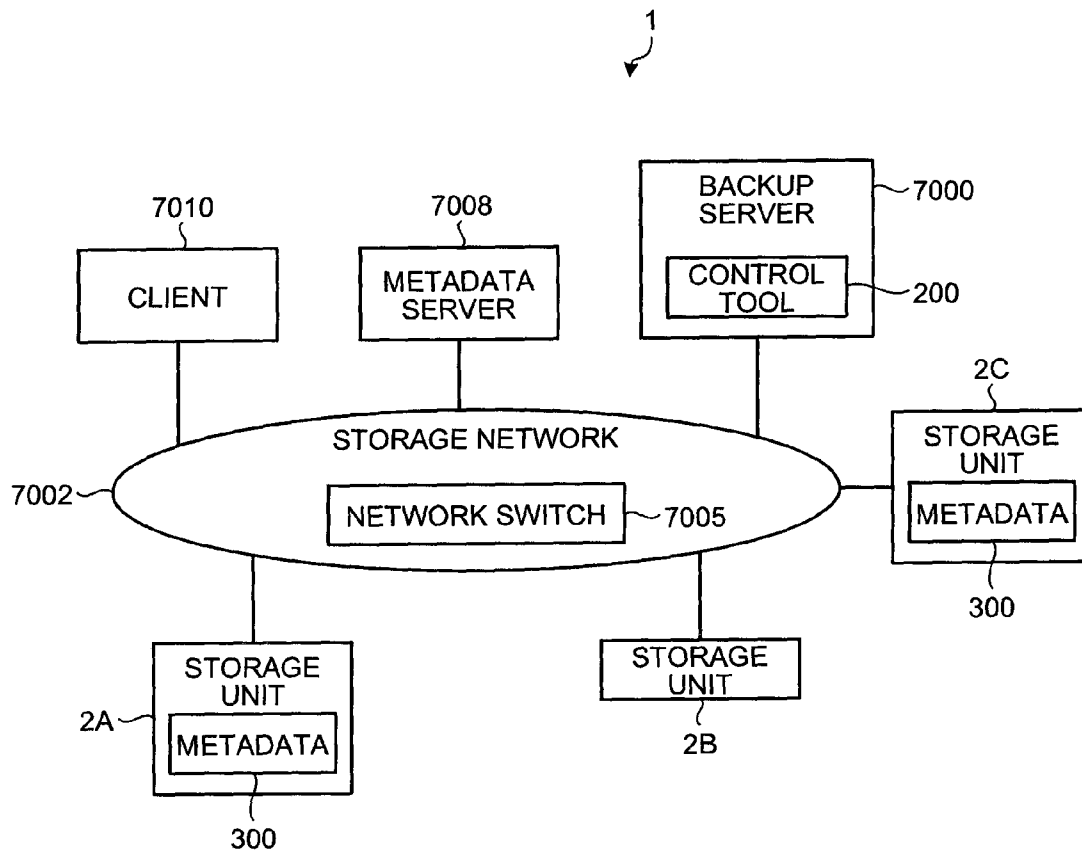 1
BACKUP
SERVER
7000
CONTROL
TOOL
200
7010
CLIENT
7008
METADATA
SERVER
2C
STORAGE
UNIT
METADATA
300
STORAGE NETWORK
7002
NETWORK SWITCH
7005
STORAGE
UNIT
2A
METADATA
300
STORAGE
UNIT
2B